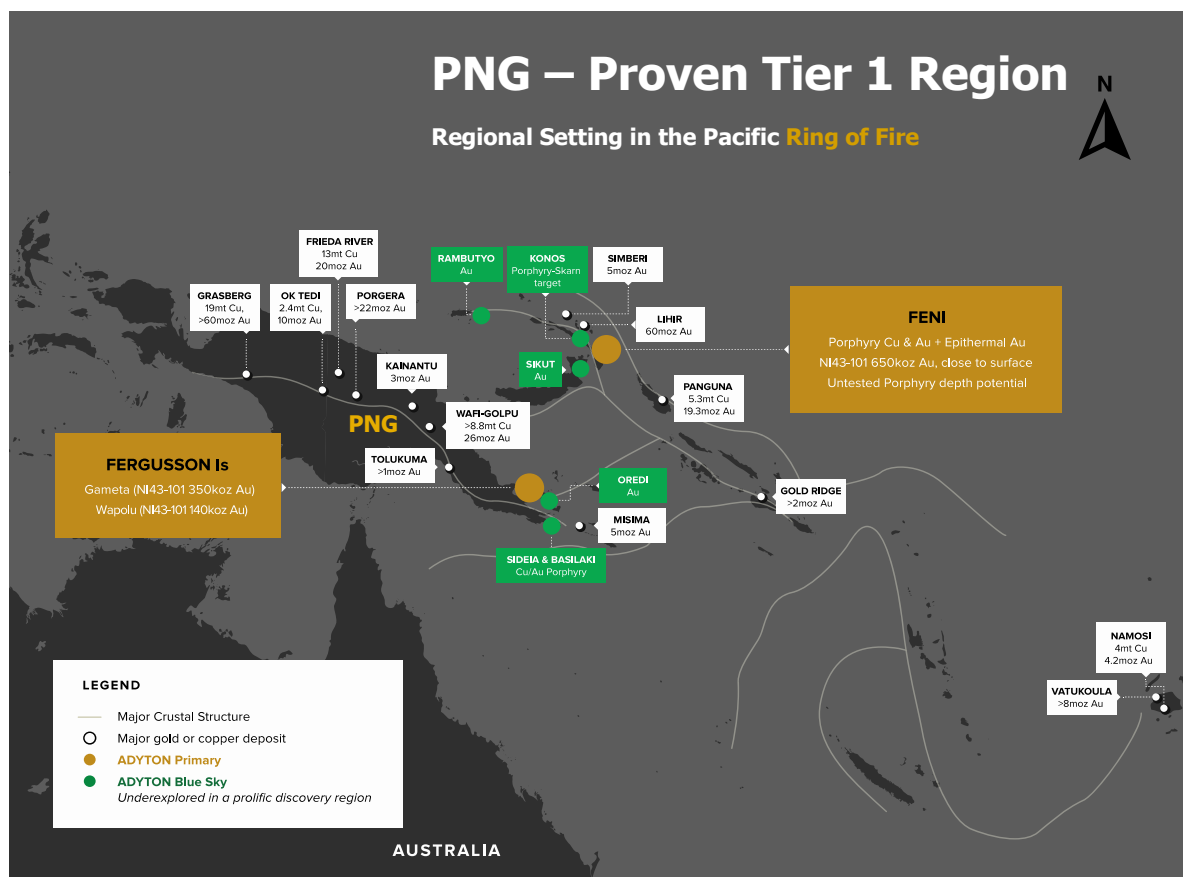 PNG – Proven Tier 1 Region
N
Regional Setting in the Pacific Ring of Fire
FRIEDA RIVER
13mt Cu
20moz Au
RAMBUTYO
Au
KONOS
Porphyry-Skarn
target
SIMBERI
5moz Au
GRASBERG
19mt Cu,
>60moz Au
OK TEDI
2.4mt Cu,
10moz Au
PORGERA
>22moz Au
LIHIR
60moz Au
FENI
Porphyry Cu & Au + Epithermal Au
NI43-101 650koz Au, close to surface
Untested Porphyry depth potential
KAINANTU
3moz Au
SIKUT
Au
PANGUNA
5.3mt Cu
19.3moz Au
PNG
WAFI-GOLPU
>8.8mt Cu
26moz Au
FERGUSSON Is
Gameta (NI43-101 350koz Au)
Wapolu (NI43-101 140koz Au)
TOLUKUMA
>1moz Au
OREDI
Au
GOLD RIDGE
>2moz Au
MISIMA
5moz Au
SIDEIA & BASILAKI
Cu/Au Porphyry
NAMOSI
4mt Cu
4.2moz Au
VATUKOULA
>8moz Au
LEGEND
Major Crustal Structure
Major gold or copper deposit
ADYTON Primary
ADYTON Blue Sky
Underexplored in a prolific discovery region
AUSTRALIA